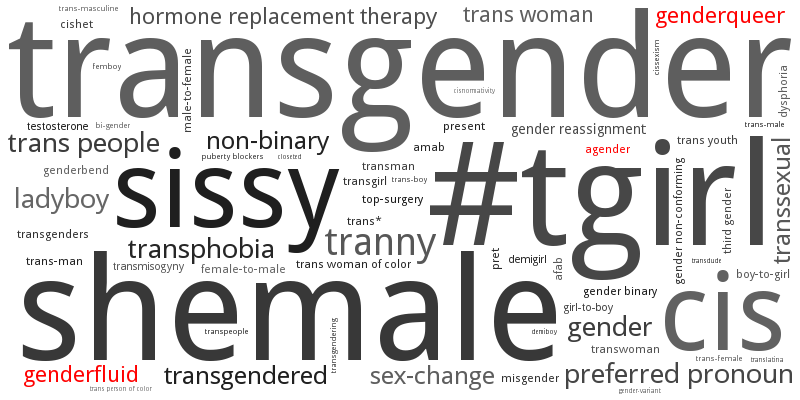 trans-masculine
hormone replacement therapy
trans woman
genderqueer
cishet
transgender
femboy
male-to-female
cissexism
cisnormativity
dysphoria
testosterone
bi-gender
present
gender reassignment
trans-male
trans people
non-binary
amab
agender
trans youth
puberty blockers
closeted
genderbend
sissy
transman
#tgirl
transsexual
transgirl
trans-boy
gender non-conforming
ladyboy
top-surgery
third gender
trans*
transgenders
tranny
transphobia
trans-man
transmisogyny
female-to-male
trans woman of color
pret
demigirl
afab
transdude
boy-to-girl
shemale
gender binary
cis
girl-to-boy
transpeople
transgendering
demiboy
gender
transwoman
trans-female
translatina
genderfluid
transgendered
sex-change
misgender
preferred pronoun
trans person of color
gender-variant